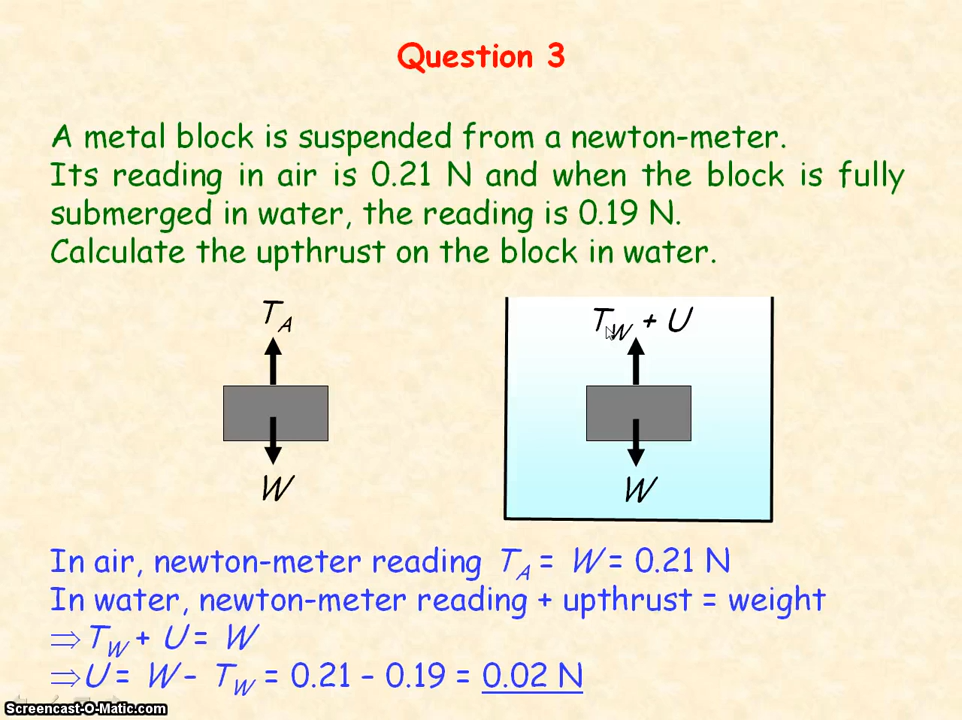 Question 3
A metal block is suspended from a newton-meter.
Its reading in air is 0.21 N and when the block is fully
submerged in water, the reading is 0.19 N.
Calculate the upthrust on the block in water.
T_A
T_W + U
W
W
In air, newton-meter reading T_A = W = 0.21 N
In water, newton-meter reading + upthrust = weight
⇒ T_W + U = W
⇒ U = W – T_W = 0.21 – 0.19 = 0.02 N
Screencast-O-Matic.com